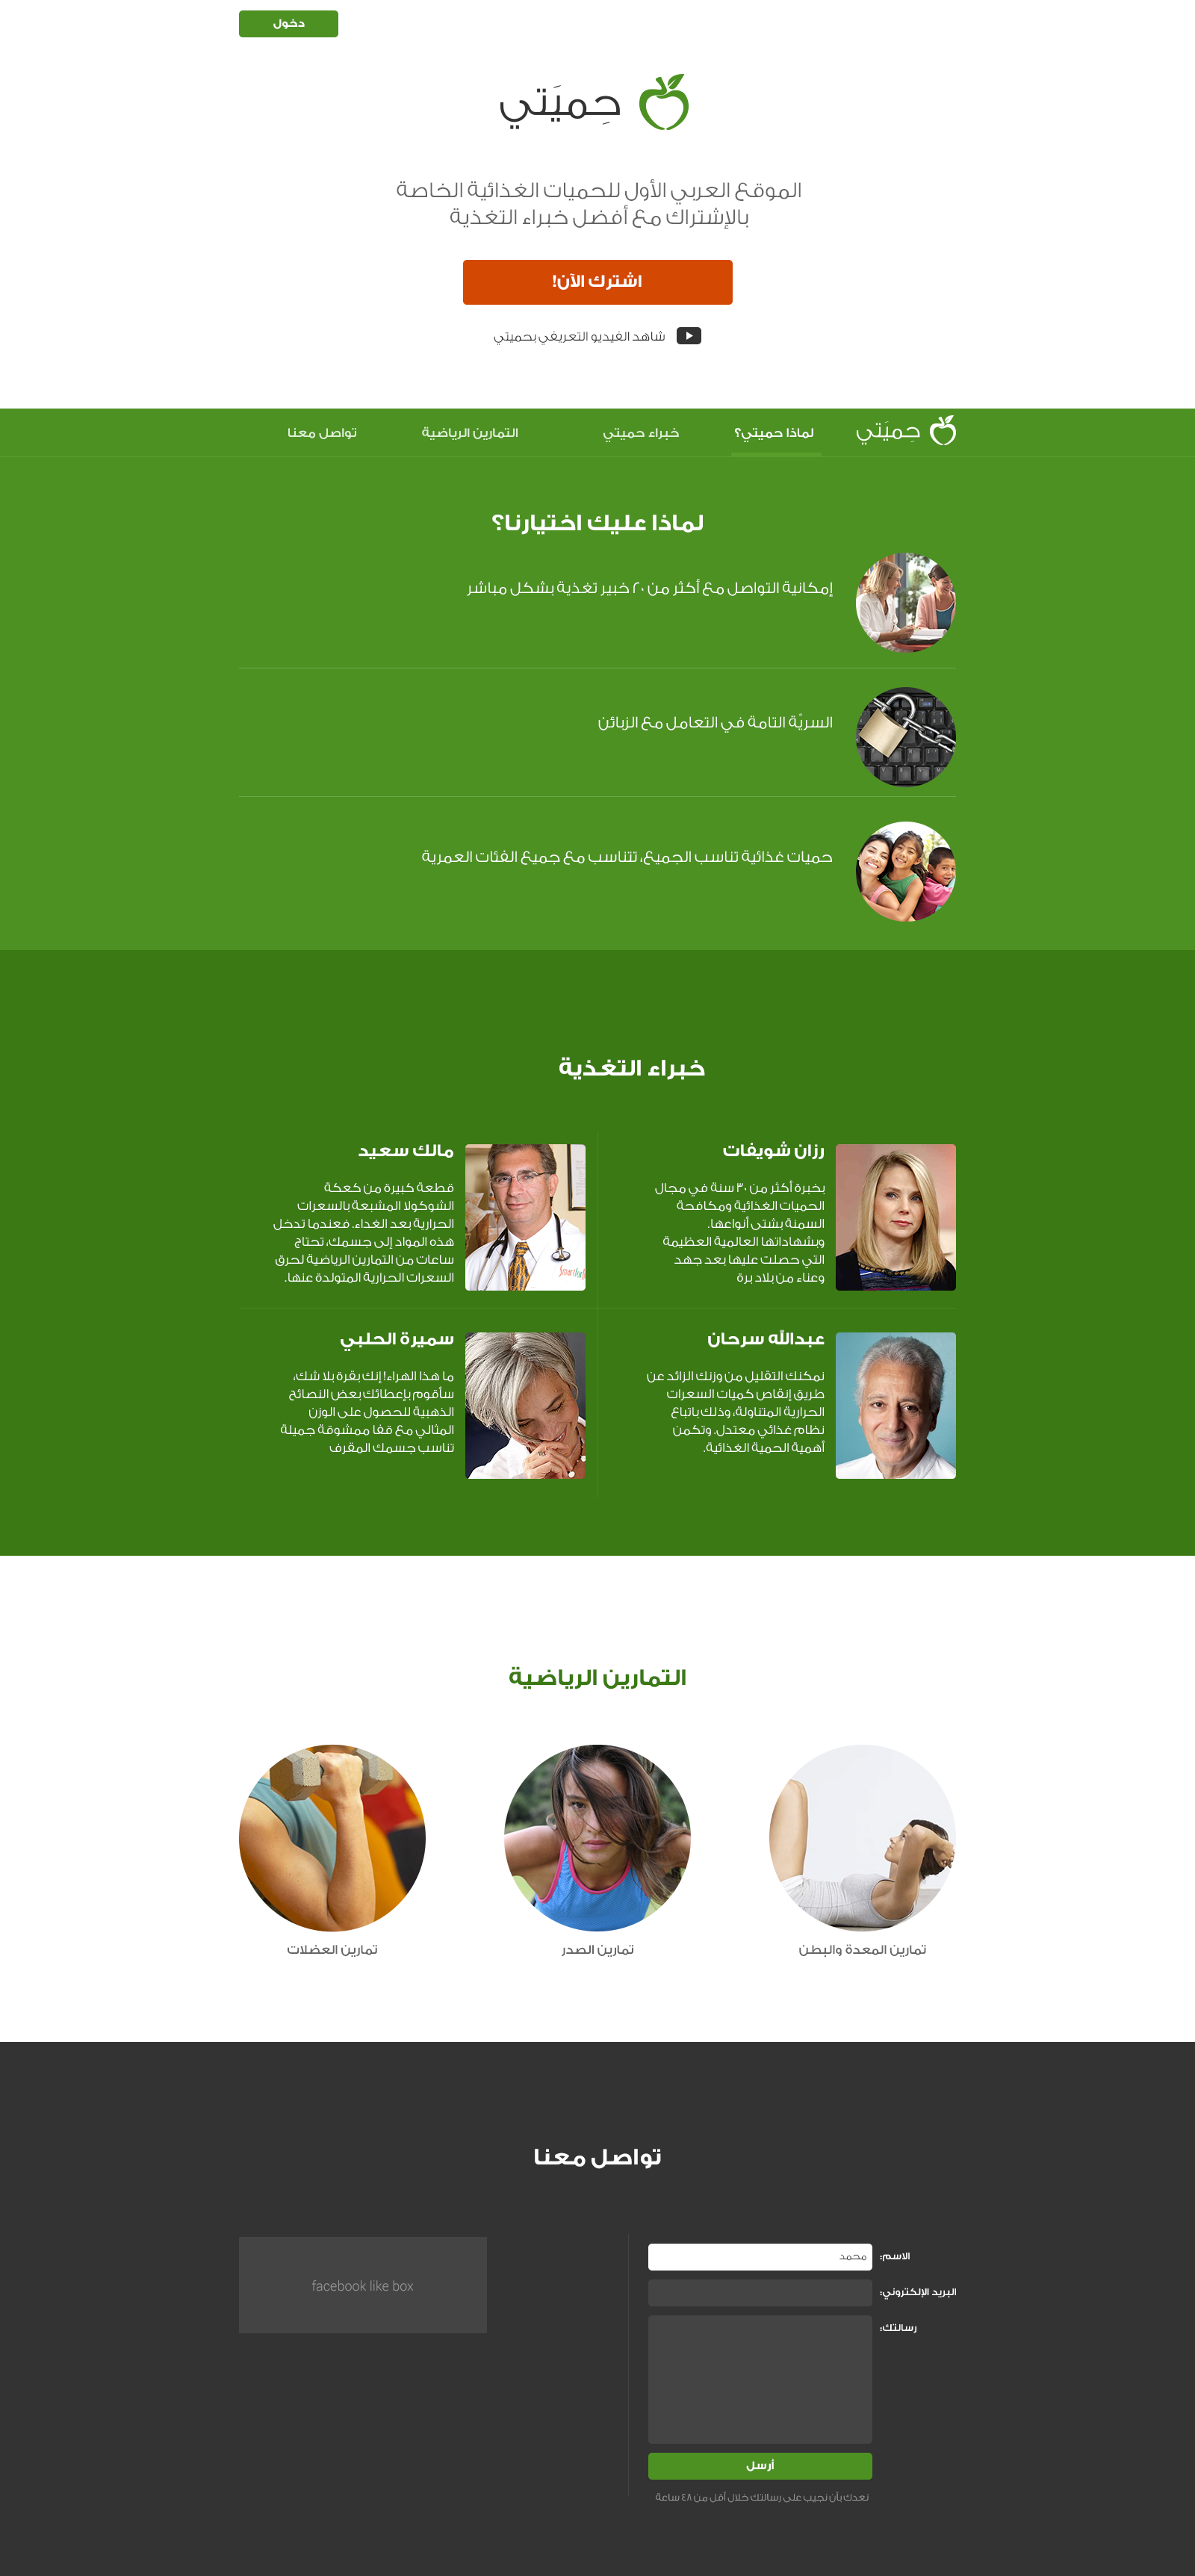 دخول
حِميَتي
الموقع العربي الأول للحميات الغذائية الخاصة
بالإشتراك مع أفضل خبراء التغذية
اشترك الآن!
شاهد الفيديو التعريفي بحميتي
حِميَتي
لماذا حميتي؟
خبراء حميتي
التمارين الرياضية
تواصل معنا
لماذا عليك اختيارنا؟
إمكانية التواصل مع أكثر من ٢٠ خبير تغذية بشكل مباشر
السريّة التامة في التعامل مع الزبائن
حميات غذائية تناسب الجميع، تتناسب مع جميع الفئات العمرية
خبراء التغذية
رزان شويفات
بخبرة أكثر من ٣٠ سنة في مجال
الحميات الغذائية ومكافحة
السمنة بشتى أنواعها.
وبشهاداتها العالمية العظيمة
التي حصلت عليها بعد جهد
وعناء من بلاد برة
مالك سعيد
قطعة كبيرة من كعكة
الشوكولا المشبعة بالسعرات
الحرارية بعد الغداء. فعندما تدخل
هذه المواد إلى جسمك، تحتاج
ساعات من التمارين الرياضية لحرق
السعرات الحرارية المتولدة عنها.
عبدالله سرحان
نمكنك التقليل من وزنك الزائد عن
طريق إنقاص كميات السعرات
الحرارية المتناولة، وذلك باتباع
نظام غذائي معتدل. وتكمن
أهمية الحمية الغذائية.
سميرة الحلبي
ما هذا الهراء! إنك بقرة بلا شك،
سأقوم بإعطائك بعض النصائح
الذهبية للحصول على الوزن
المثالي مع قفا ممشوقة جميلة
تناسب جسمك المقرف
التمارين الرياضية
تمارين المعدة والبطن
تمارين الصدر
تمارين العضلات
تواصل معنا
الاسم:
محمد
البريد الإلكتروني:
رسالتك:
أرسل
نعدك بأن نجيب على رسالتك خلال أقل من ٤٨ ساعة
facebook like box